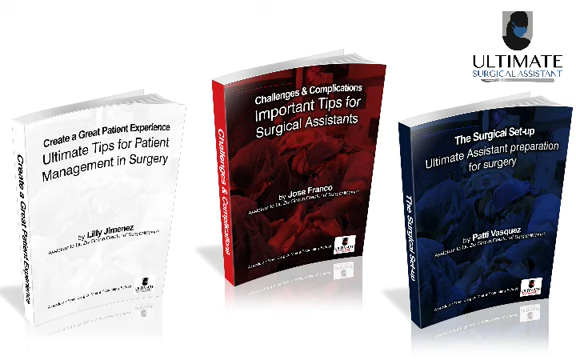 ULTIMATE
SURGICAL ASSISTANT
Create a Great Patient Experience
Ultimate Tips for Patient
Management in Surgery
by Lilly Jimenez
Create a Great Patient Experience
Challenges & Complications
Important Tips for
Surgical Assistants
by Jose Franco
Challenges & Complications
The Surgical Set-up
Ultimate Assistant preparation
for surgery
by Patti Vasquez
The Surgical Set-up